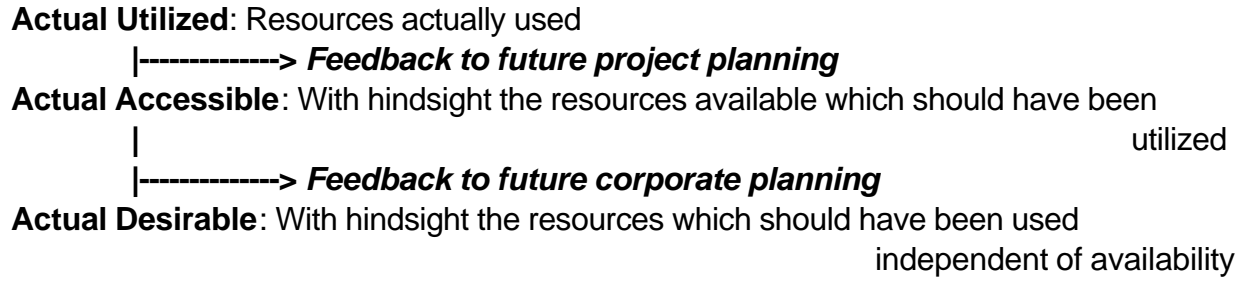 Actual Utilized: Resources actually used
|--------------> Feedback to future project planning
Actual Accessible: With hindsight the resources available which should have been
| utilized
|--------------> Feedback to future corporate planning
Actual Desirable: With hindsight the resources which should have been used
independent of availability